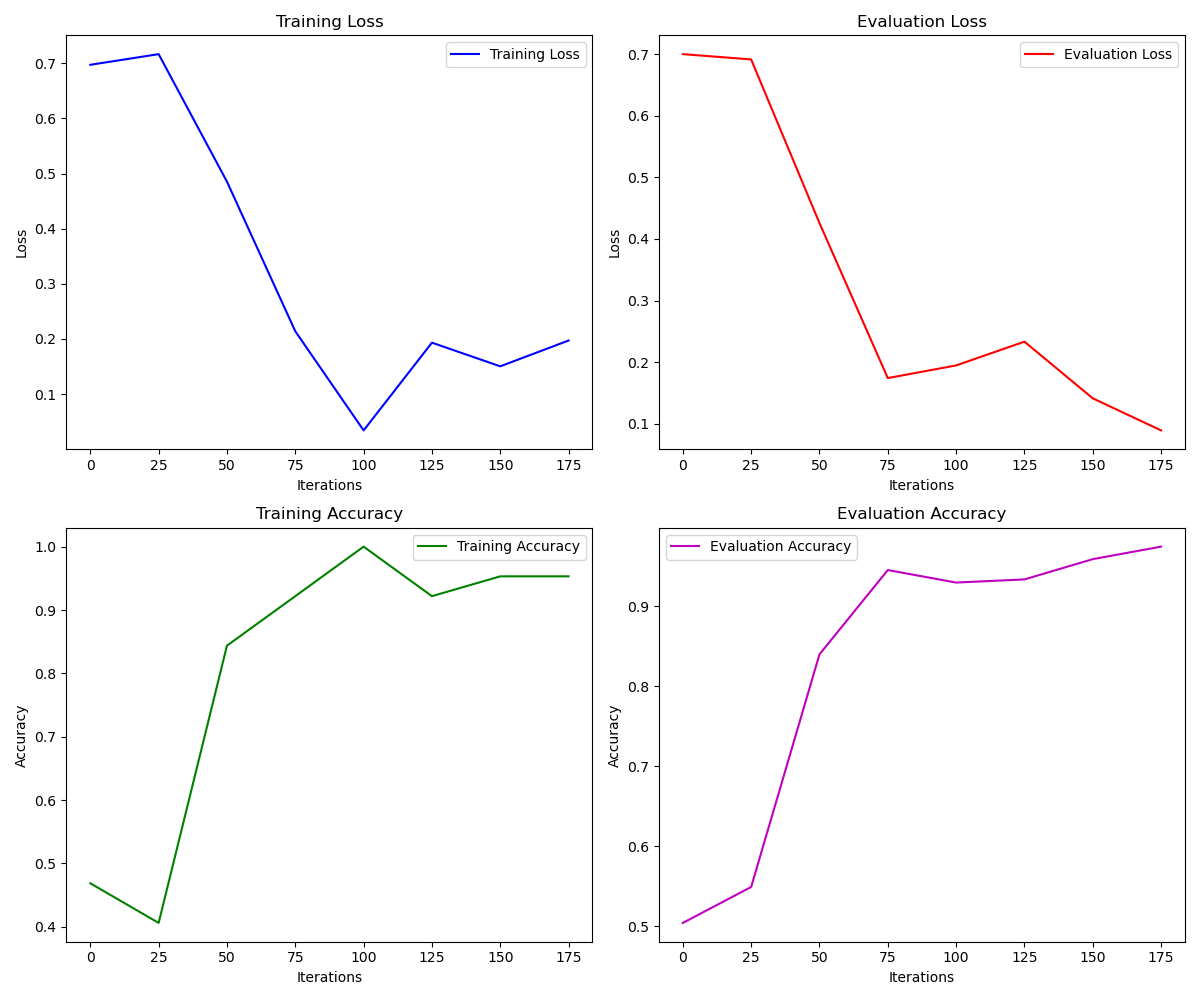 Training Loss
Training Loss
0.7
0.6
0.5
0.4
0.3
0.2
0.1
Loss
0 25 50 75 100 125 150 175
Iterations
Evaluation Loss
Evaluation Loss
0.7
0.6
0.5
0.4
0.3
0.2
0.1
Loss
0 25 50 75 100 125 150 175
Iterations
Training Accuracy
Training Accuracy
1.0
0.9
0.8
0.7
0.6
0.5
0.4
Accuracy
0 25 50 75 100 125 150 175
Iterations
Evaluation Accuracy
Evaluation Accuracy
0.9
0.8
0.7
0.6
0.5
Accuracy
0 25 50 75 100 125 150 175
Iterations